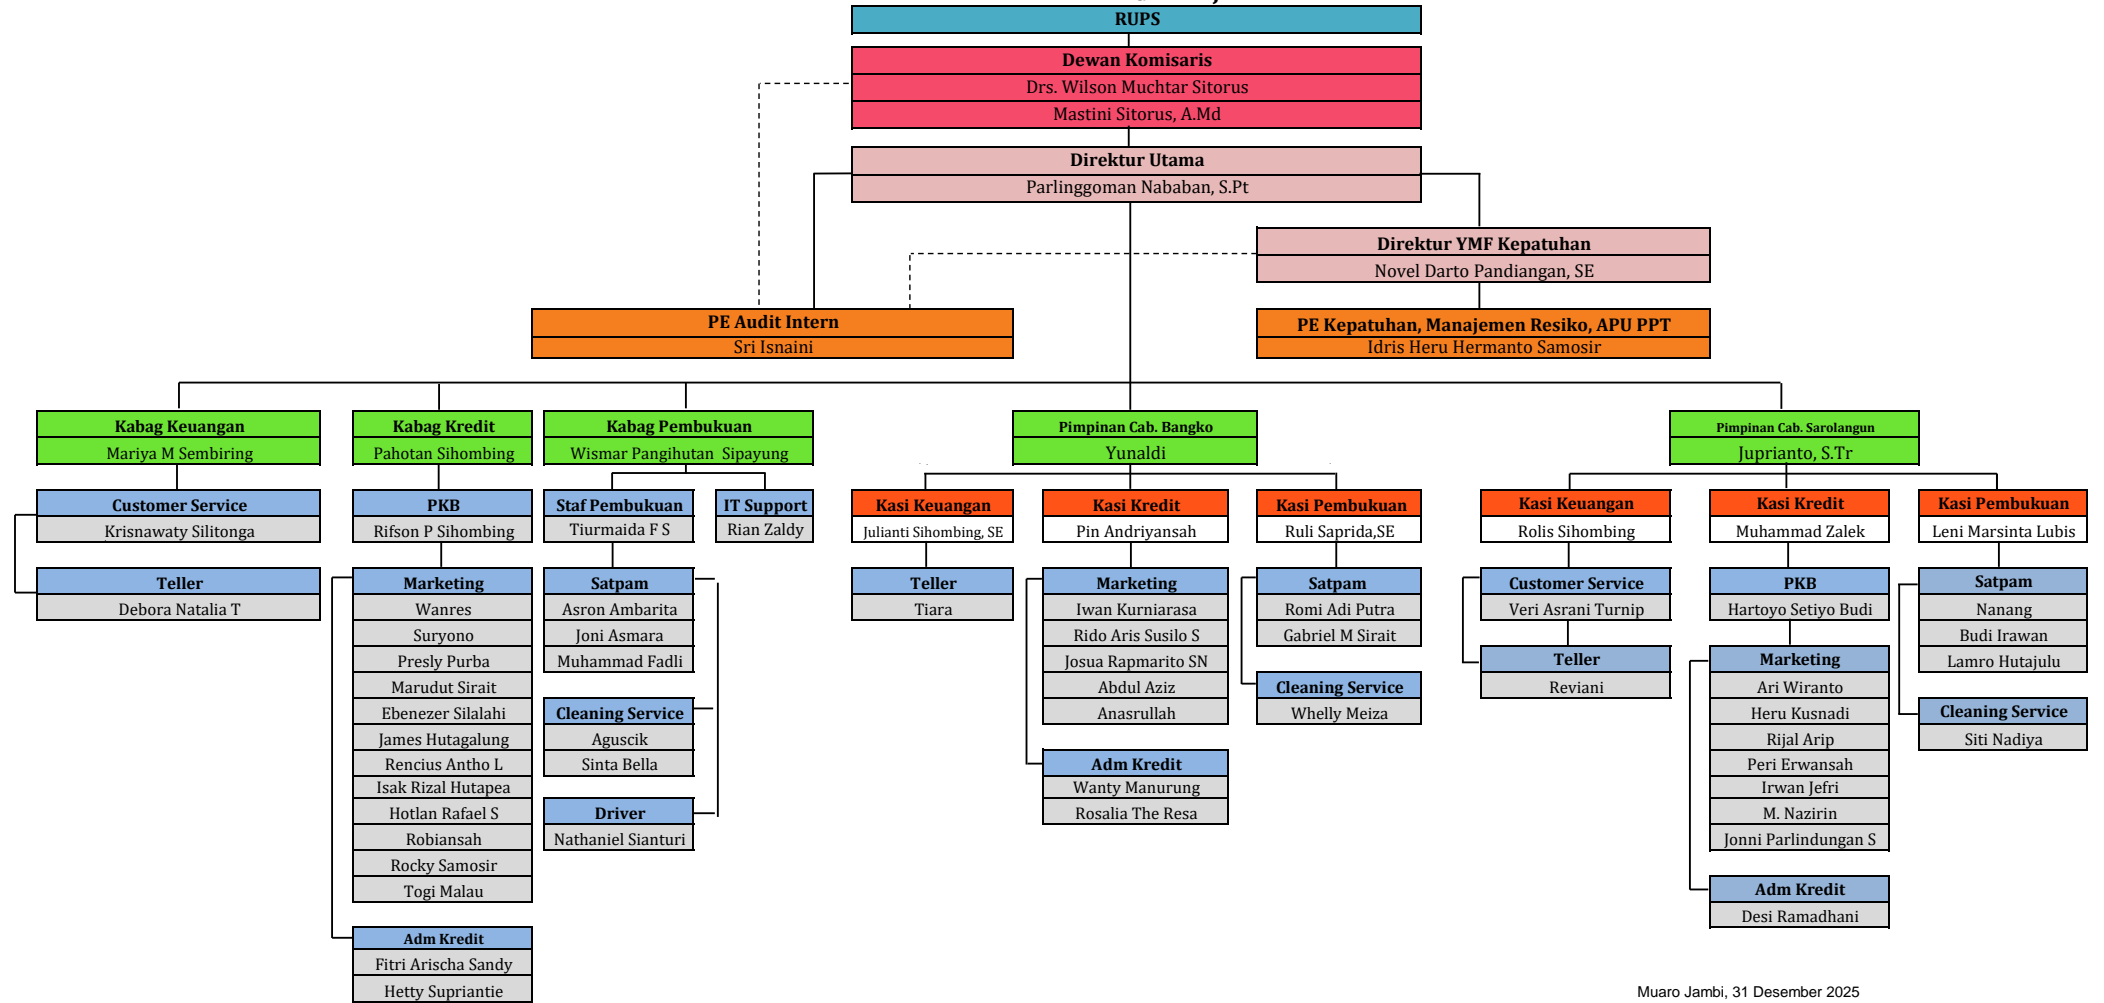 RUPS
Dewan Komisaris
Drs. Wilson Muchtar Sitorus
Mastini Sitorus, A.Md
Direktur Utama
Parlinggoman Nababan, S.Pt
Direktur YMF Kepatuhan
Novel Darto Pandiangan, SE
PE Audit Intern
Sri Isnaini
PE Kepatuhan, Manajemen Resiko, APU PPT
Idris Heru Hermanto Samosir
Kabag Keuangan
Mariya M Sembiring
Customer Service
Krisnawaty Silitonga
Teller
Debora Natalia T
Kabag Kredit
Pahotan Sihombing
PKB
Rifson P Sihombing
Marketing
Wanres
Suryono
Presly Purba
Marudut Sirait
Ebenezer Silalahi
James Hutagalung
Rencius Antho L
Isak Rizal Hutapea
Hotlan Rafael S
Robiansah
Rocky Samosir
Togi Malau
Adm Kredit
Fitri Arischa Sandy
Hetty Supriantie
Kabag Pembukuan
Wismar Pangihutan Sipayung
Staf Pembukuan
Tiurmaida F S
IT Support
Rian Zaldy
Satpam
Asron Ambarita
Joni Asmara
Muhammad Fadli
Cleaning Service
Aguscik
Sinta Bella
Driver
Nathaniel Sianturi
Pimpinan Cab. Bangko
Yunaldi
Kasi Keuangan
Julianti Sihombing, SE
Teller
Tiara
Kasi Kredit
Pin Andriyansah
Marketing
Iwan Kurniarasa
Rido Aris Susilo S
Josua Rapmarito SN
Abdul Aziz
Anasrullah
Adm Kredit
Wanty Manurung
Rosalia The Resa
Kasi Pembukuan
Ruli Saprida,SE
Satpam
Romi Adi Putra
Gabriel M Sirait
Cleaning Service
Whelly Meiza
Pimpinan Cab. Sarolangun
Juprianto, S.Tr
Kasi Keuangan
Rolis Sihombing
Customer Service
Veri Asrani Turnip
Teller
Reviani
Kasi Kredit
Muhammad Zalek
PKB
Hartoyo Setiyo Budi
Marketing
Ari Wiranto
Heru Kusnadi
Rijal Arip
Peri Erwansah
Irwan Jefri
M. Nazirin
Jonni Parlindungan S
Adm Kredit
Desi Ramadhani
Kasi Pembukuan
Leni Marsinta Lubis
Satpam
Nanang
Budi Irawan
Lamro Hutajulu
Cleaning Service
Siti Nadiya
Muaro Jambi, 31 Desember 2025